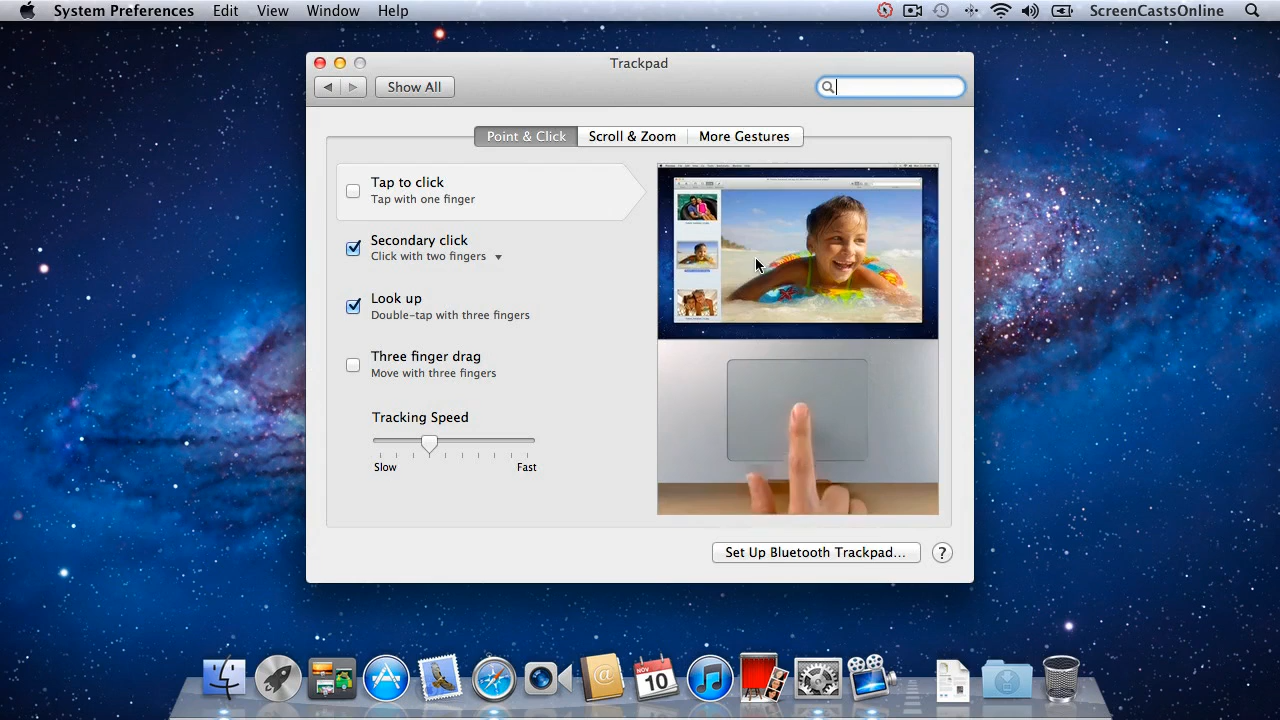 System Preferences Edit View Window Help ScreenCastsOnline
Trackpad
Show All
Point & Click Scroll & Zoom More Gestures
Tap to click
Tap with one finger
Secondary click
Click with two fingers
Look up
Double-tap with three fingers
Three finger drag
Move with three fingers
Tracking Speed
Slow Fast
Set Up Bluetooth Trackpad... ?
NOV
10